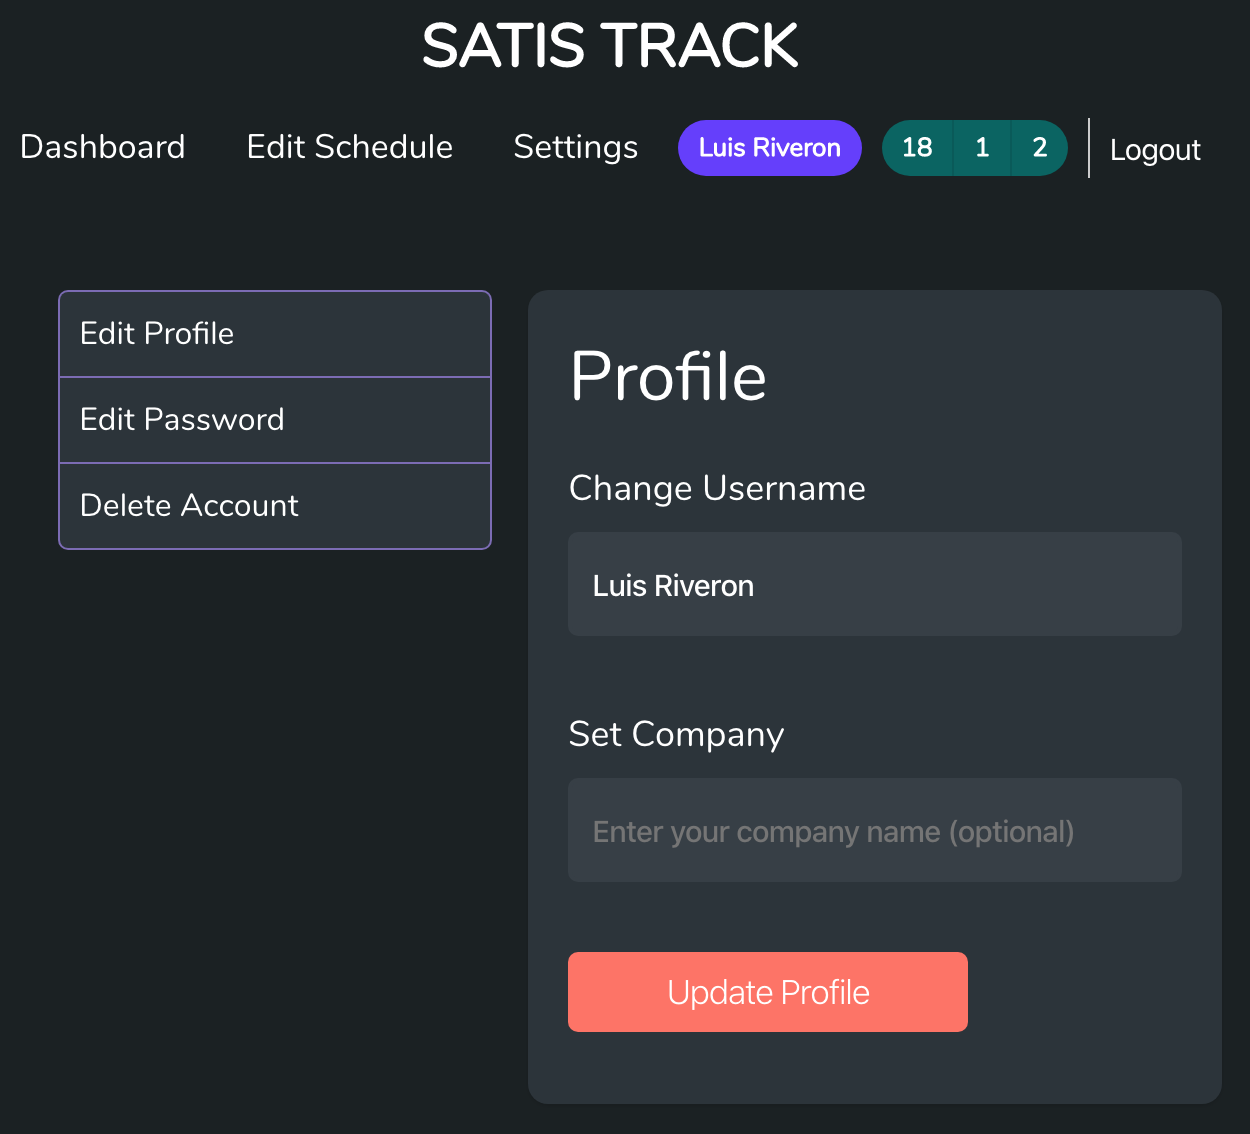 SATIS TRACK
Dashboard Edit Schedule Settings Luis Riveron 18 1 2 Logout
Edit Profile
Edit Password
Delete Account
Profile
Change Username
Luis Riveron
Set Company
Enter your company name (optional)
Update Profile